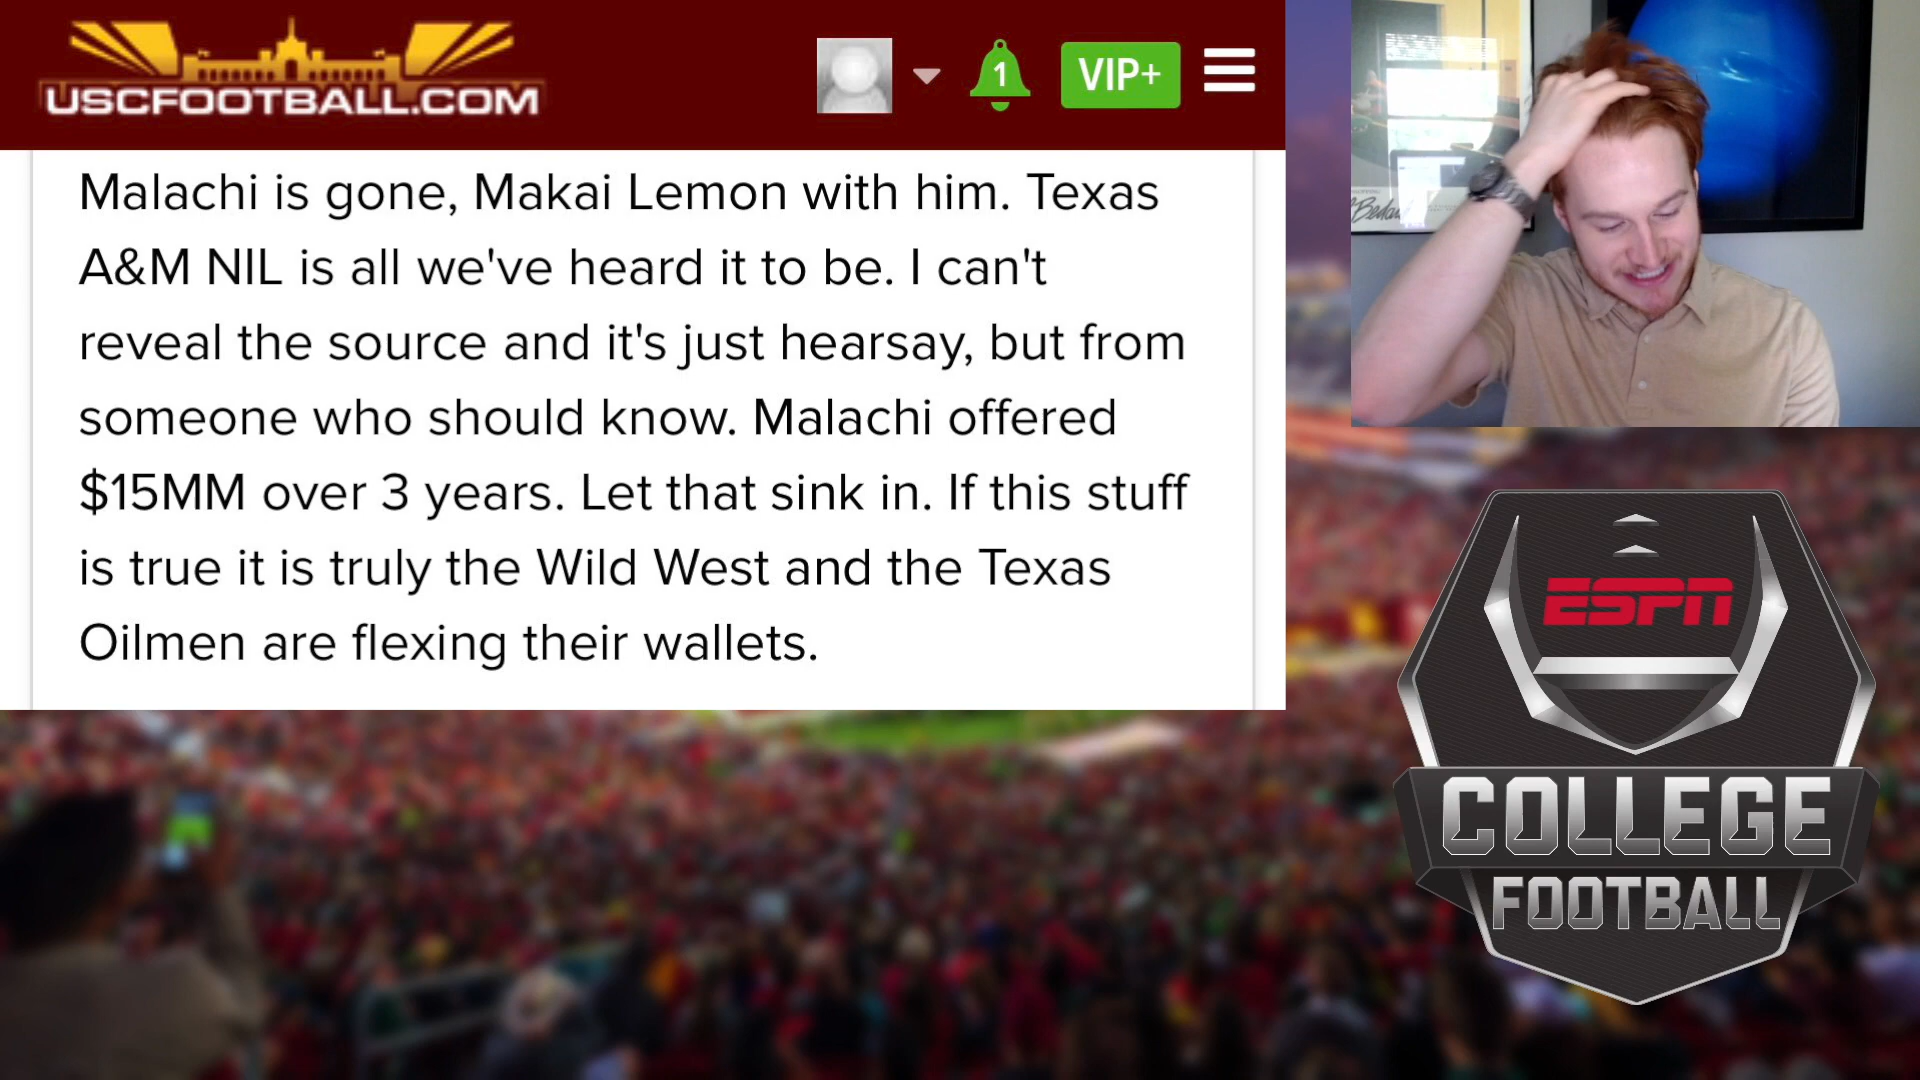 USCFOOTBALL.COM
1
VIP+
Malachi is gone, Makai Lemon with him. Texas
A&M NIL is all we've heard it to be. I can't
reveal the source and it's just hearsay, but from
someone who should know. Malachi offered
$15MM over 3 years. Let that sink in. If this stuff
is true it is truly the Wild West and the Texas
Oilmen are flexing their wallets.
ESPN
COLLEGE
FOOTBALL